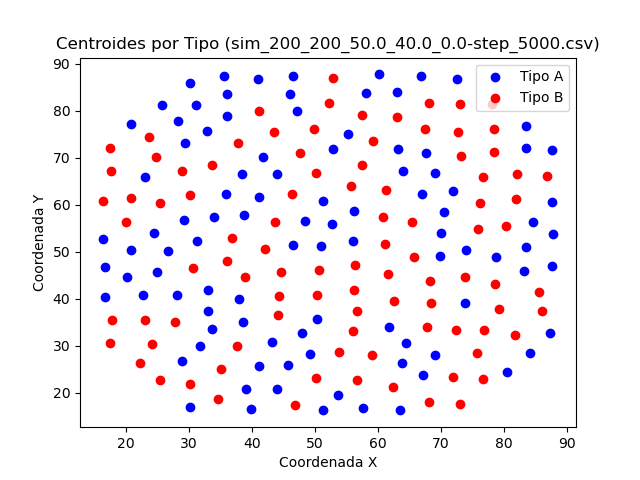 Centroides por Tipo (sim_200_200_50.0_40.0_0.0-step_5000.csv)
Tipo A
Tipo B
90
80
70
60
50
40
30
20
Coordenada Y
20 30 40 50 60 70 80 90
Coordenada X